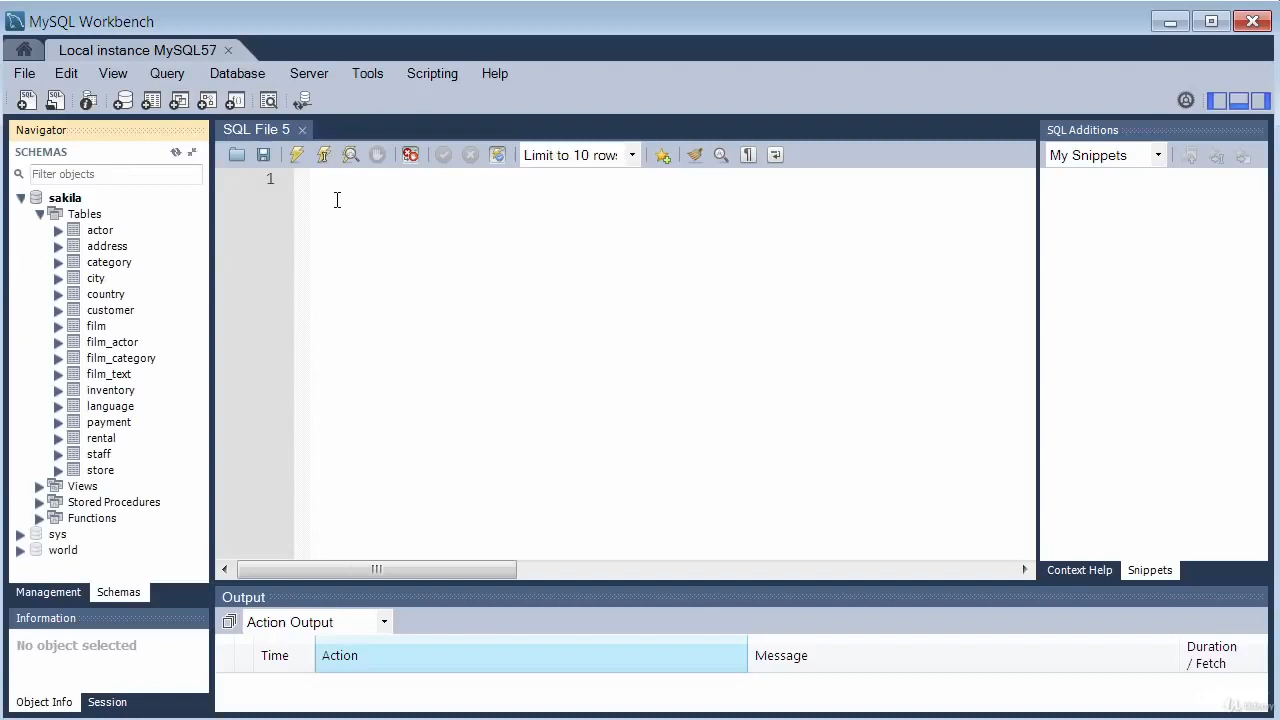 MySQL Workbench
Local instance MySQL57
File Edit View Query Database Server Tools Scripting Help
Navigator
SCHEMAS
Filter objects
sakila
Tables
actor
address
category
city
country
customer
film
film_actor
film_category
film_text
inventory
language
payment
rental
staff
store
Views
Stored Procedures
Functions
sys
world
Management Schemas
Information
No object selected
Object Info Session
SQL File 5
Limit to 10 rows
1
SQL Additions
My Snippets
Context Help Snippets
Output
Action Output
Time Action Message Duration
/ Fetch